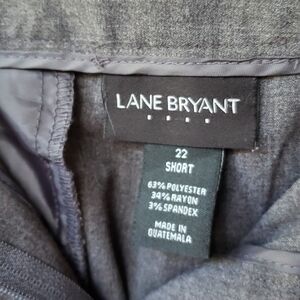 LANE BRYANT
22
SHORT
63% POLYESTER
34% RAYON
3% SPANDEX
MADE IN
GUATEMALA